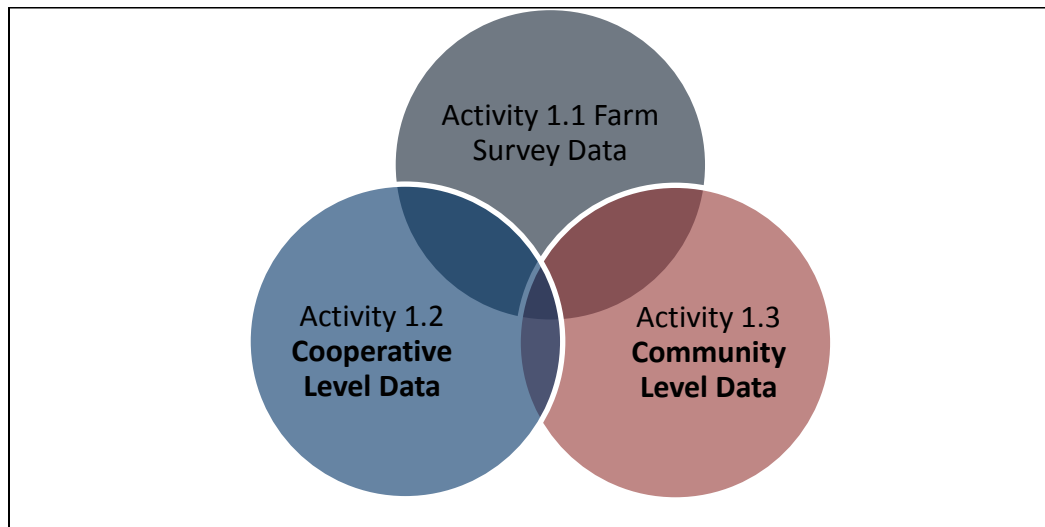 Activity 1.1 Farm
Survey Data
Activity 1.2
Cooperative
Level Data
Activity 1.3
Community
Level Data